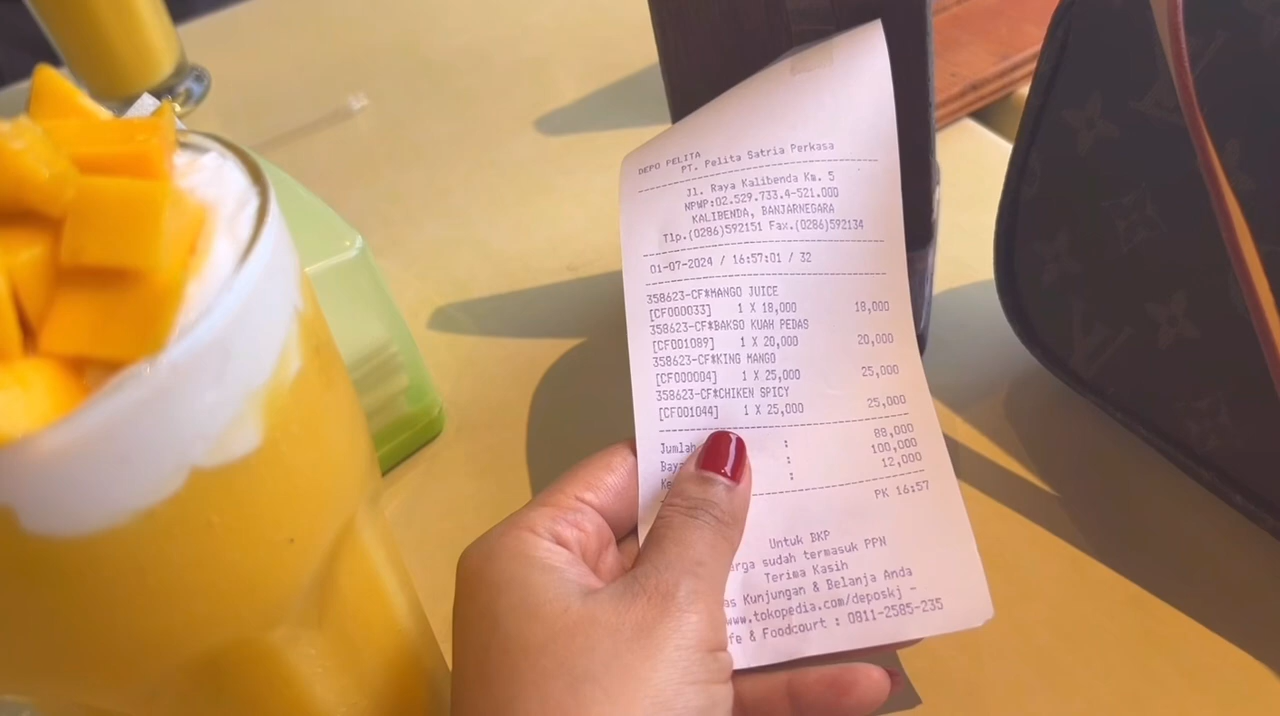 DEPO PELITA
PT. Pelita Satria Perkasa
Jl. Raya Kalibenda Km. 5
NPWP:02.529.733.4-521.000
KALIBENDA, BANJARNEGARA
Tlp.(0286)592151 Fax.(0286)592134
01-07-2024 / 16:57:01 / 32
358623-CF*MANGO JUICE
[CF000033] 1 X 18,000 18,000
358623-CF*BAKSO KUAH PEDAS
[CF001089] 1 X 20,000 20,000
358623-CF*KING MANGO
[CF000004] 1 X 25,000 25,000
358623-CF*CHIKEN SPICY
[CF001044] 1 X 25,000 25,000
Jumlah : 88,000
Baya : 100,000
Ke : 12,000
PK 16:57
Untuk BKP
arga sudah termasuk PPN
Terima Kasih
as Kunjungan & Belanja Anda
www.tokopedia.com/deposkj -
fe & Foodcourt : 0811-2585-235